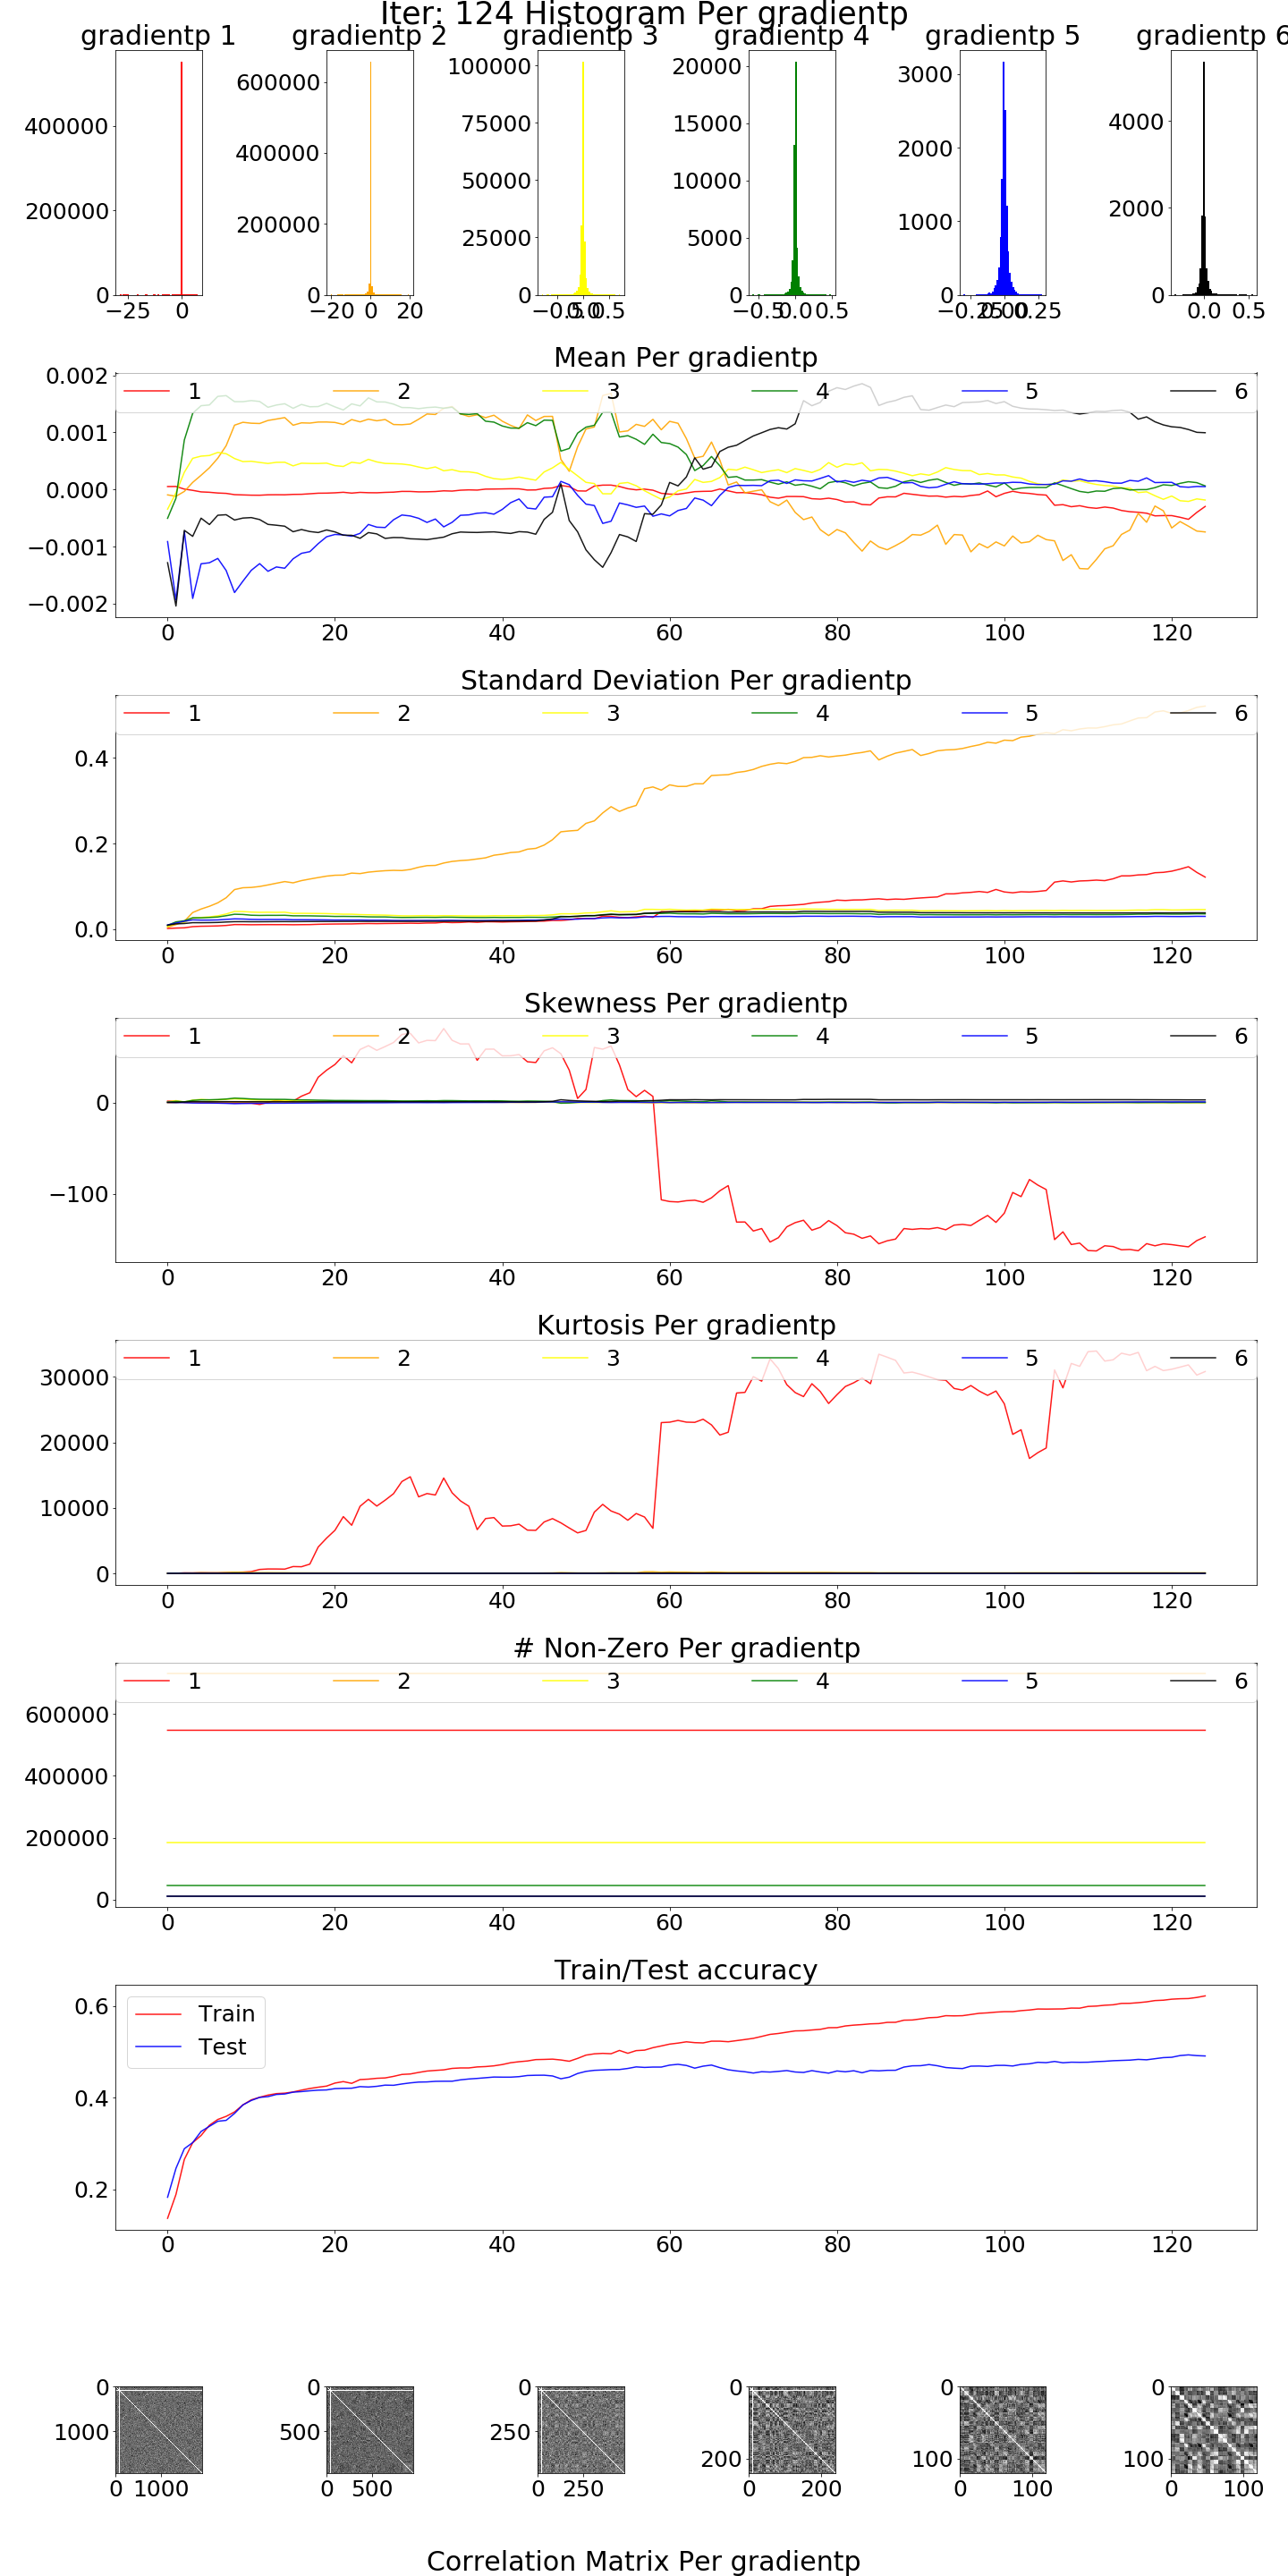 Iter: 124 Histogram Per gradientp
gradientp 1 gradientp 2 gradientp 3 gradientp 4 gradientp 5 gradientp 6
400000 200000 0 −25 0
600000 400000 200000 0 −20 0 20
100000 75000 50000 25000 0 −0.5 0.0 0.5
20000 15000 10000 5000 0 −0.5 0.0 0.5
3000 2000 1000 0 −0.25 0.00 0.25
4000 2000 0 0.0 0.5
Mean Per gradientp
1 2 3 4 5 6
0.002
0.001
0.000
−0.001
−0.002
0 20 40 60 80 100 120
Standard Deviation Per gradientp
1 2 3 4 5 6
0.4
0.2
0.0
0 20 40 60 80 100 120
Skewness Per gradientp
1 2 3 4 5 6
0
−100
0 20 40 60 80 100 120
Kurtosis Per gradientp
1 2 3 4 5 6
30000
20000
10000
0
0 20 40 60 80 100 120
# Non-Zero Per gradientp
1 2 3 4 5 6
600000
400000
200000
0
0 20 40 60 80 100 120
Train/Test accuracy
Train
Test
0.6
0.4
0.2
0 20 40 60 80 100 120
0 1000 0 1000
0 500 0 500
0 250 0 250
0 200 0 200
0 100 0 100
0 100 0 100
Correlation Matrix Per gradientp